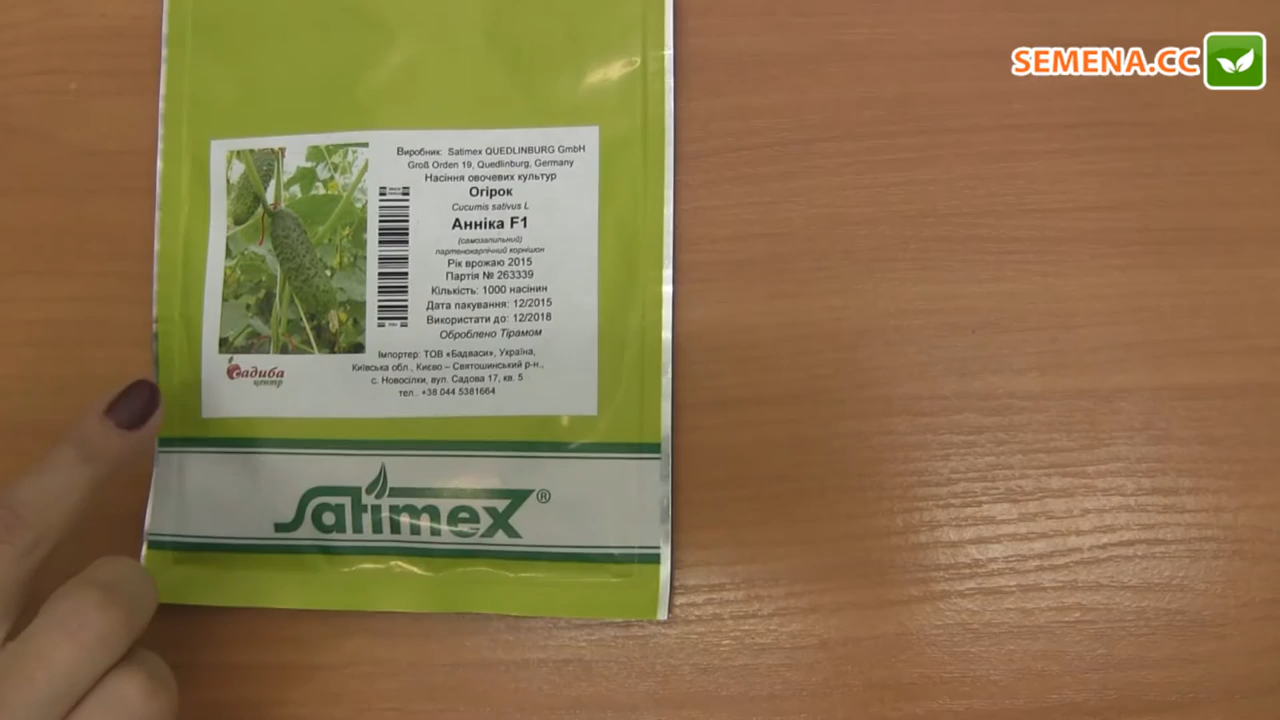 SEMENA.CC
Виробник: Satimex QUEDLINBURG GmbH
Groß Orden 19, Quedlinburg, Germany
Насіння овочевих культур
Огірок
Cucumis sativus L
Анніка F1
(самозапильний)
партенокарпічний корнішон
Рік врожаю 2015
Партія № 263339
Кількість: 1000 насінин
Дата пакування: 12/2015
Використати до: 12/2018
Оброблено Тірамом
Імпортер: ТОВ «Бадваси», Україна,
Київська обл., Києво – Святошинський р-н.,
с. Новосілки, вул. Садова 17, кв. 5
тел.. +38 044 5381664
Садиба
центр
Satimex®